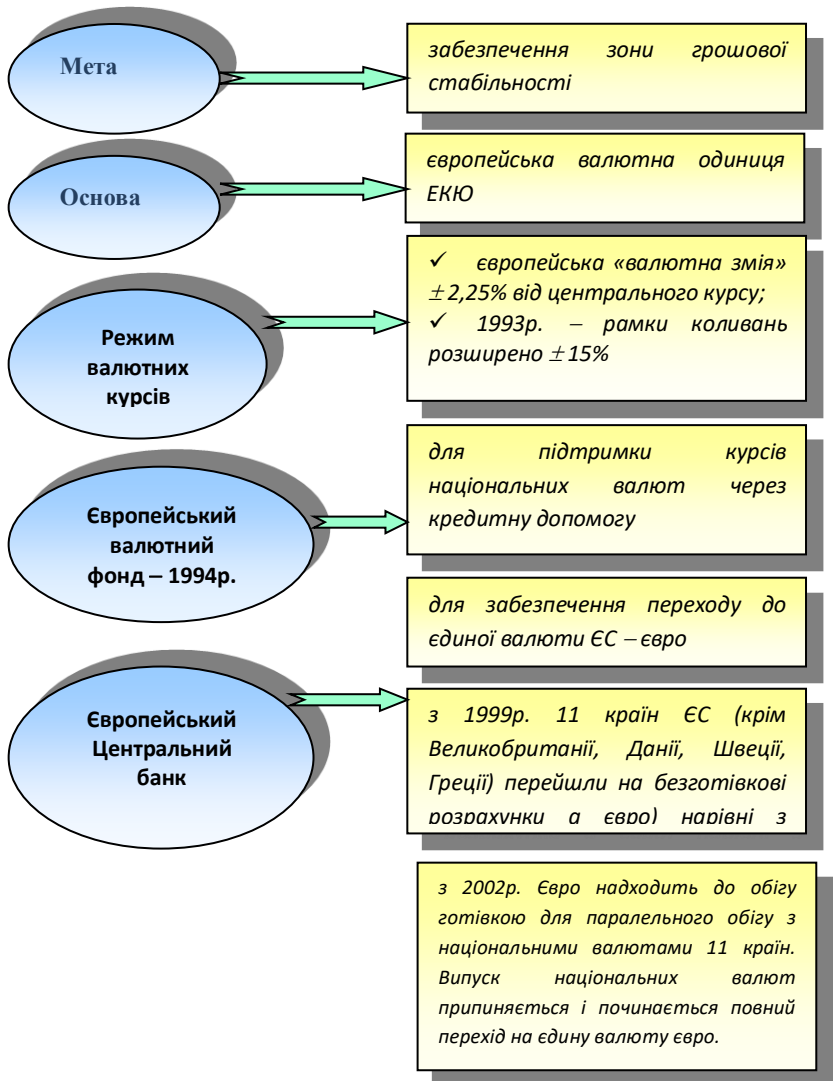 Мета
забезпечення зони грошової
стабільності
Основа
європейська валютна одиниця
ЕКЮ
Режим
валютних
курсів
✓ європейська «валютна змія»
±2,25% від центрального курсу;
✓ 1993р. – рамки коливань
розширено ±15%
Європейський
валютний
фонд – 1994р.
для підтримки курсів
національних валют через
кредитну допомогу
для забезпечення переходу до
єдиної валюти ЄС – євро
Європейський
Центральний
банк
з 1999р. 11 країн ЄС (крім
Великобританії, Данії, Швеції,
Греції) перейшли на безготівкові
розрахунки а євро) нарівні з
з 2002р. Євро надходить до обігу
готівкою для паралельного обігу з
національними валютами 11 країн.
Випуск національних валют
припиняється і починається повний
перехід на єдину валюту євро.